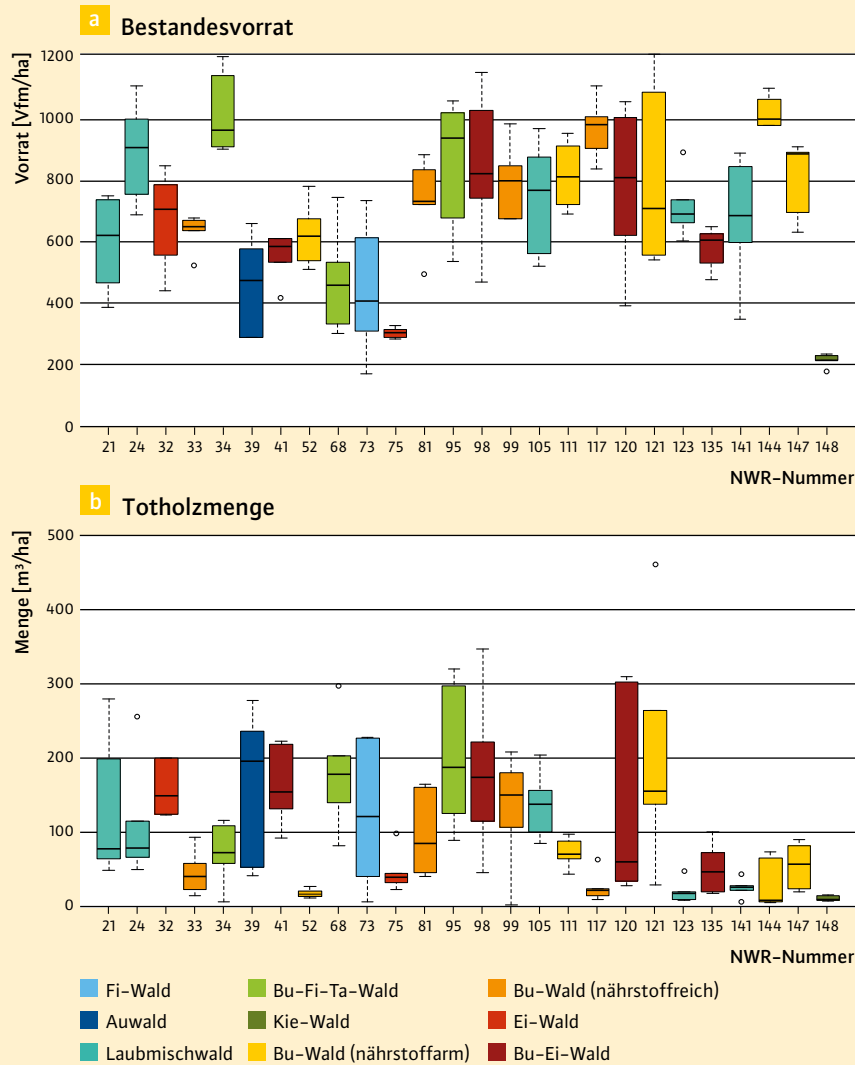 a Bestandesvorrat
Vorrat [Vfm/ha]
1200
1000
800
600
400
200
0
21 24 32 33 34 39 41 52 68 73 75 81 95 98 99 105 111 117 120 121 123 135 141 144 147 148
NWR-Nummer
b Totholzmenge
Menge [m³/ha]
500
400
300
200
100
0
21 24 32 33 34 39 41 52 68 73 75 81 95 98 99 105 111 117 120 121 123 135 141 144 147 148
NWR-Nummer
Fi-Wald
Auwald
Laubmischwald
Bu-Fi-Ta-Wald
Kie-Wald
Bu-Wald (nährstoffarm)
Bu-Wald (nährstoffreich)
Ei-Wald
Bu-Ei-Wald